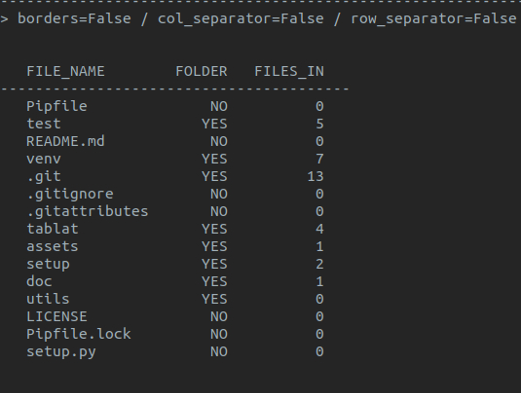 > borders=False / col_separator=False / row_separator=False
FILE_NAME FOLDER FILES_IN
----------------------------------------
Pipfile NO 0
test YES 5
README.md NO 0
venv YES 7
.git YES 13
.gitignore NO 0
.gitattributes NO 0
tablat YES 4
assets YES 1
setup YES 2
doc YES 1
utils YES 0
LICENSE NO 0
Pipfile.lock NO 0
setup.py NO 0